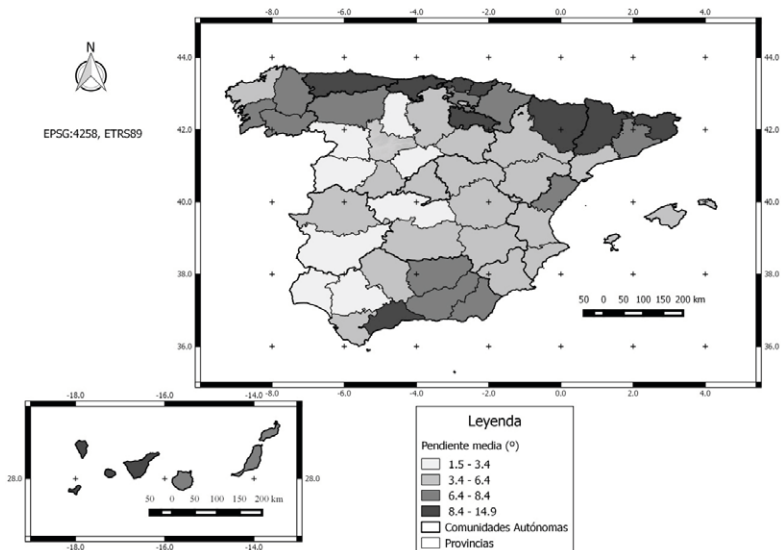 -8.0 -6.0 -4.0 -2.0 0.0 2.0 4.0
N
44.0 44.0
EPSG:4258, ETRS89
42.0 42.0
40.0 40.0
38.0 38.0
50 0 50 100 150 200 km
36.0 36.0
-8.0 -6.0 -4.0 -2.0 0.0 2.0 4.0
-18.0 -16.0 -14.0
28.0 28.0
50 0 50 100 150 200 km
-18.0 -16.0 -14.0
Leyenda
Pendiente media (º)
1.5 - 3.4
3.4 - 6.4
6.4 - 8.4
8.4 - 14.9
Comunidades Autónomas
Provincias